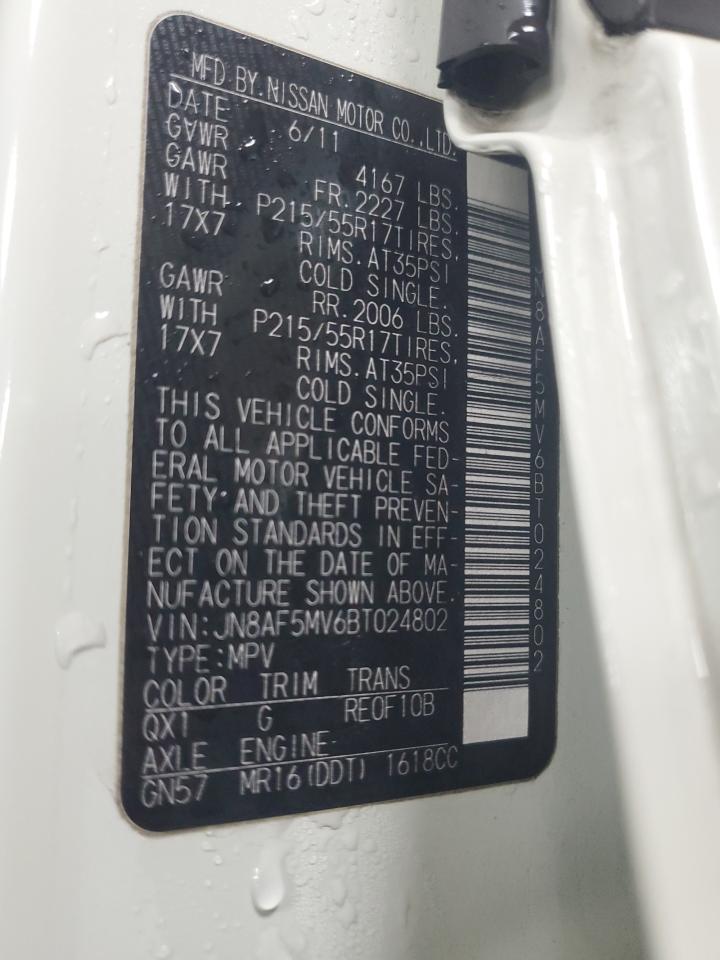 MFD BY NISSAN MOTOR CO.,LTD.
DATE 6/11
GVWR 4167 LBS.
GAWR FR.2227 LBS.
WITH P215/55R17TIRES,
17X7 RIMS.AT35PSI
COLD SINGLE.
GAWR RR.2006 LBS.
WITH P215/55R17TIRES,
17X7 RIMS.AT35PSI
COLD SINGLE.
THIS VEHICLE CONFORMS
TO ALL APPLICABLE FED-
ERAL MOTOR VEHICLE SA-
FETY AND THEFT PREVEN-
TION STANDARDS IN EFF-
ECT ON THE DATE OF MA-
NUFACTURE SHOWN ABOVE.
VIN:JN8AF5MV6BT024802
TYPE:MPV
COLOR TRIM TRANS
QX1 G RE0F10B
AXLE ENGINE
GN57 MR16(DDT) 1618CC
JN8AF5MV6BT024802